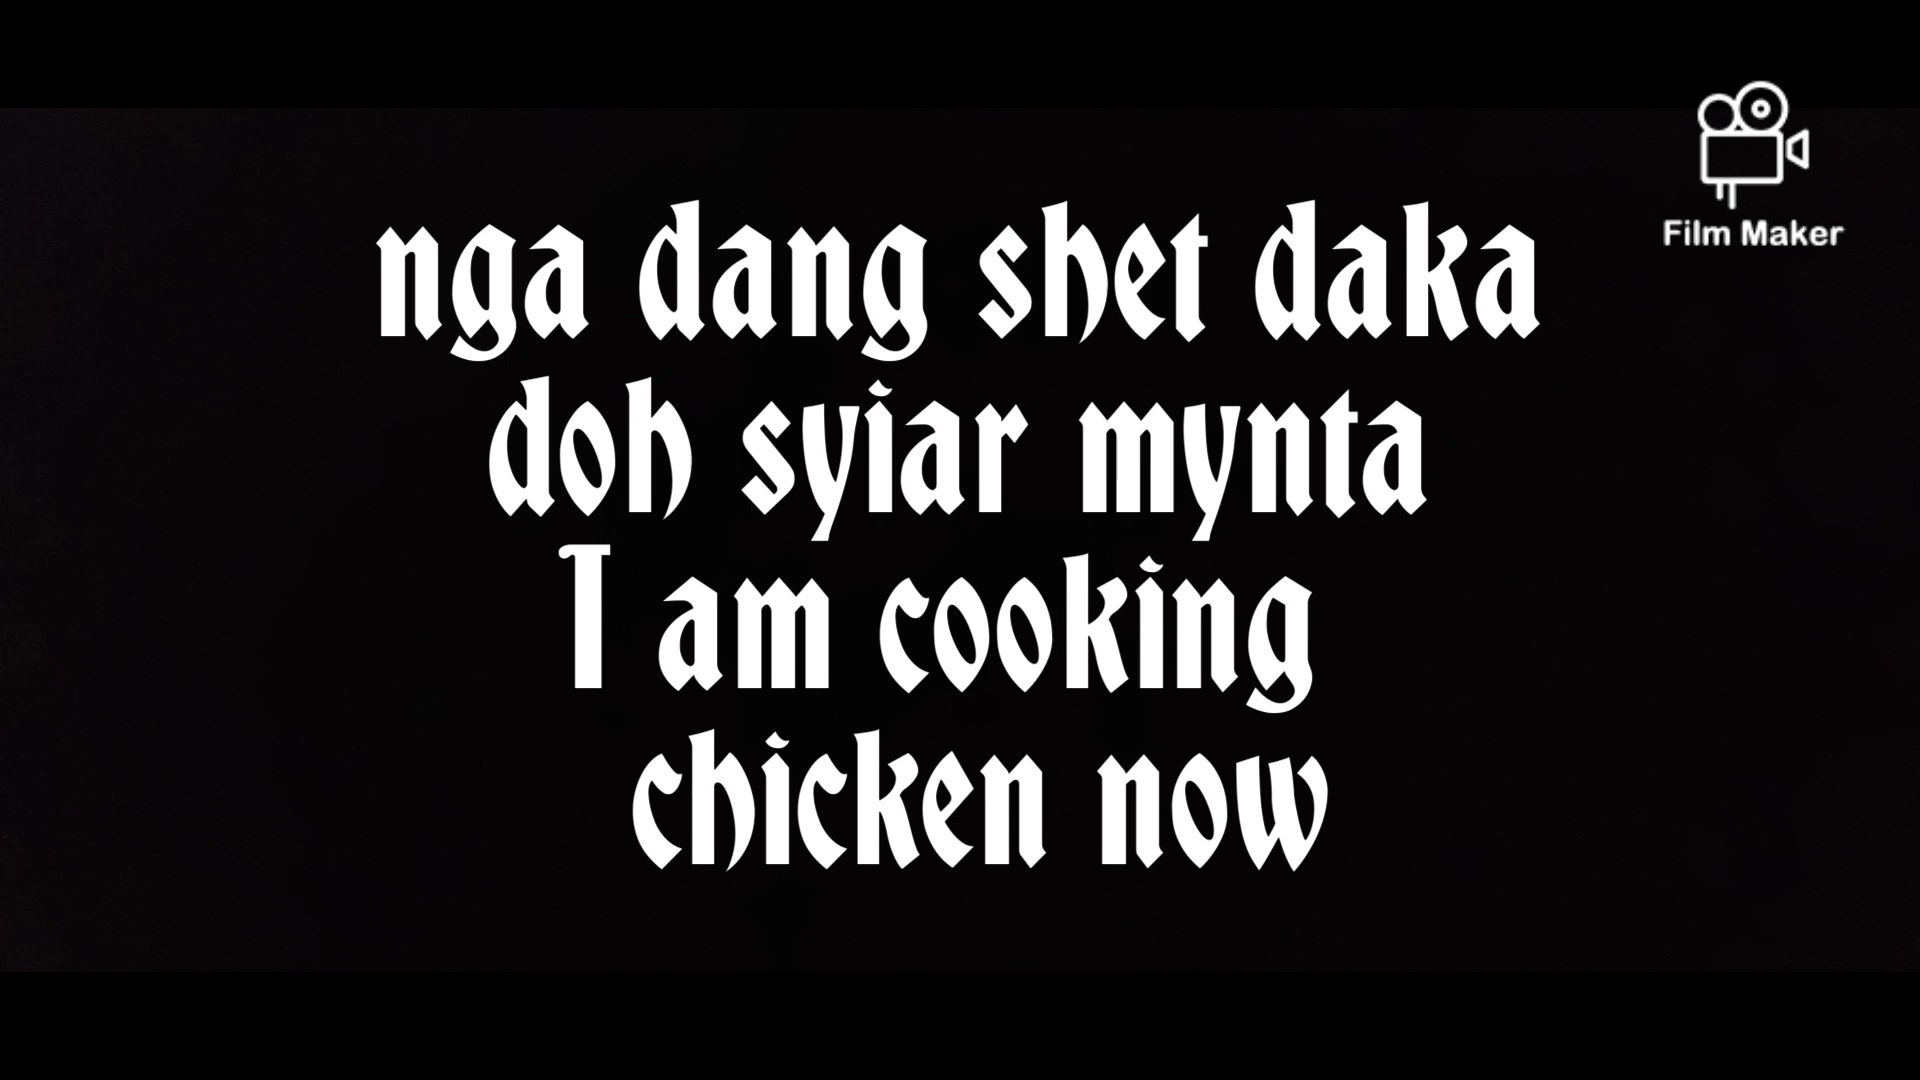 Film Maker
nga dang shet daka
doh syiar mynta
I am cooking
chicken now